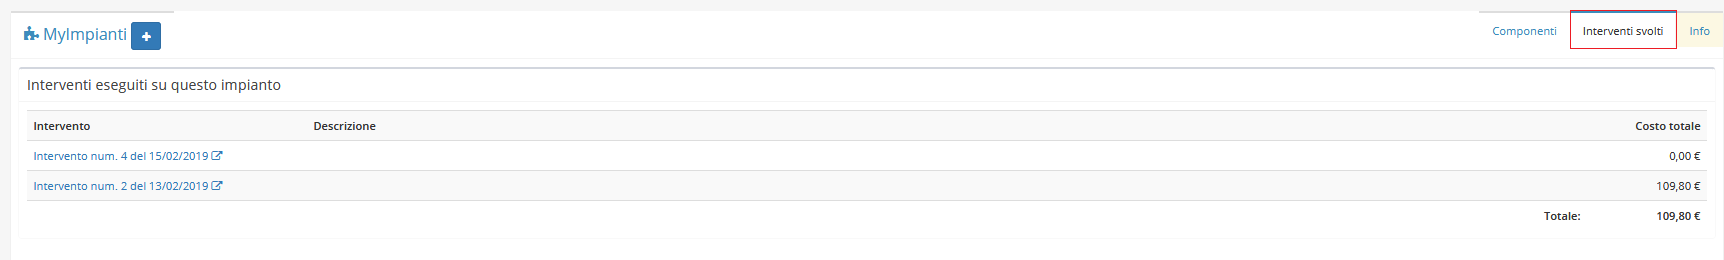 MyImpianti +
Componenti Interventi svolti Info
Interventi eseguiti su questo impianto
Intervento Descrizione Costo totale
Intervento num. 4 del 15/02/2019 0,00 €
Intervento num. 2 del 13/02/2019 109,80 €
Totale: 109,80 €